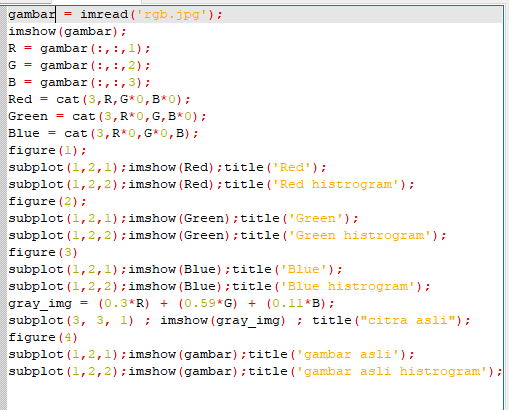 gambar = imread('rgb.jpg');
imshow(gambar);
R = gambar(:,:,1);
G = gambar(:,:,2);
B = gambar(:,:,3);
Red = cat(3,R,G*0,B*0);
Green = cat(3,R*0,G,B*0);
Blue = cat(3,R*0,G*0,B);
figure(1);
subplot(1,2,1);imshow(Red);title('Red');
subplot(1,2,2);imshow(Red);title('Red histrogram');
figure(2);
subplot(1,2,1);imshow(Green);title('Green');
subplot(1,2,2);imshow(Green);title('Green histrogram');
figure(3)
subplot(1,2,1);imshow(Blue);title('Blue');
subplot(1,2,2);imshow(Blue);title('Blue histrogram');
gray_img = (0.3*R) + (0.59*G) + (0.11*B);
subplot(3, 3, 1) ; imshow(gray_img) ; title("citra asli");
figure(4)
subplot(1,2,1);imshow(gambar);title('gambar asli');
subplot(1,2,2);imshow(gambar);title('gambar asli histrogram');